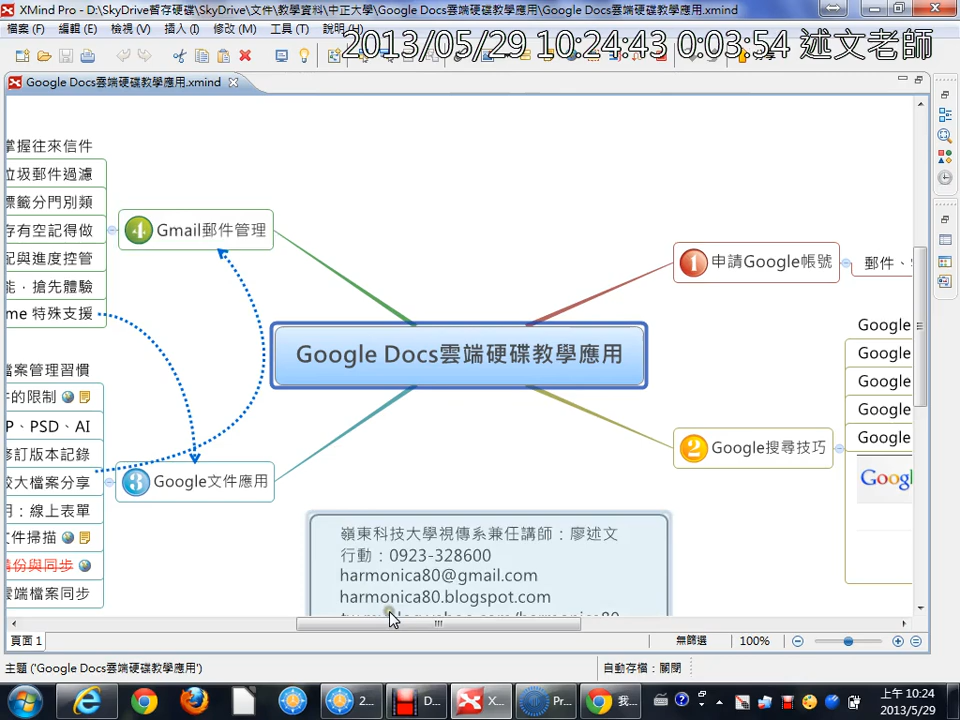 XMind Pro - D:\SkyDrive暫存硬碟\SkyDrive\文件\教學資料\中正大學\Google Docs雲端硬碟教學應用\Google Docs雲端硬碟教學應用.xmind
檔案 (F) 編輯 (E) 檢視 (V) 插入 (I) 修改 (M) 工具 (T) 說明(H)
2013/05/29 10:24:43 0:03:54 述文老師
Google Docs雲端硬碟教學應用.xmind
掌握往來信件
垃圾郵件過濾
標籤分門別類
存有空記得做
配與進度控管
能．搶先體驗
me 特殊支援
4 Gmail郵件管理
1 申請Google帳號
郵件、
Google Docs雲端硬碟教學應用
Google
Google
Google
Google
Google
檔案管理習慣
件的限制
P、PSD、AI
修訂版本記錄
較大檔案分享
用：線上表單
文件掃描
備份與同步
雲端檔案同步
3 Google文件應用
2 Google搜尋技巧
Googl
嶺東科技大學視傳系兼任講師：廖述文
行動：0923-328600
harmonica80@gmail.com
harmonica80.blogspot.com
頁面 1
無篩選
100%
主題 ('Google Docs雲端硬碟教學應用')
自動存檔：關閉
2...
D...
X...
Pr...
我...
上午 10:24
2013/5/29